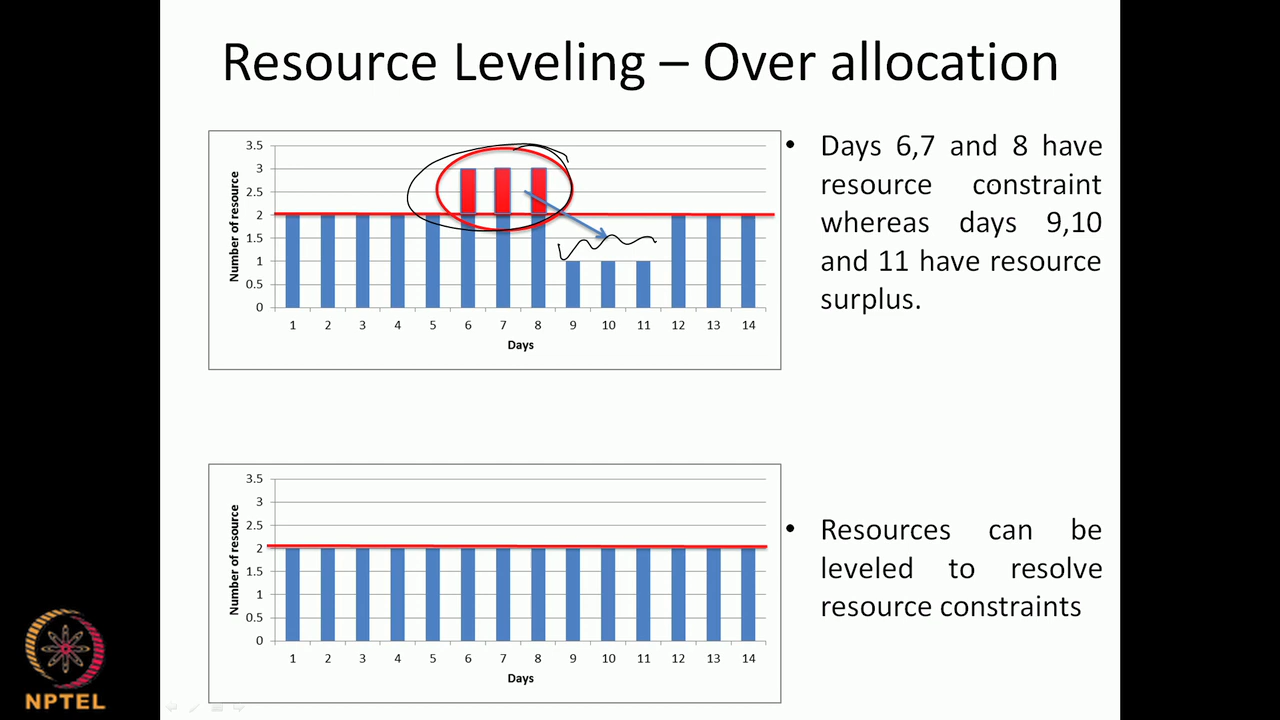 Resource Leveling – Over allocation
3.5
3
2.5
2
1.5
1
0.5
0
Number of resource
1 2 3 4 5 6 7 8 9 10 11 12 13 14
Days
• Days 6,7 and 8 have
resource constraint
whereas days 9,10
and 11 have resource
surplus.
3.5
3
2.5
2
1.5
1
0.5
0
Number of resource
1 2 3 4 5 6 7 8 9 10 11 12 13 14
Days
• Resources can be
leveled to resolve
resource constraints
NPTEL